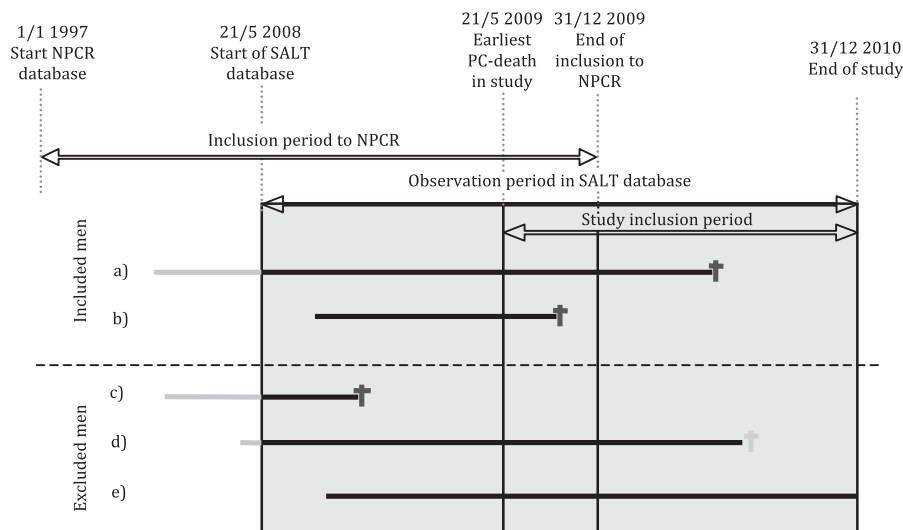 1/1 1997
Start NPCR
database
21/5 2008
Start of SALT
database
21/5 2009
Earliest
PC-death
in study
31/12 2009
End of
inclusion to
NPCR
31/12 2010
End of study
Inclusion period to NPCR
Observation period in SALT database
Study inclusion period
Included men
a)
b)
Excluded men
c)
d)
e)